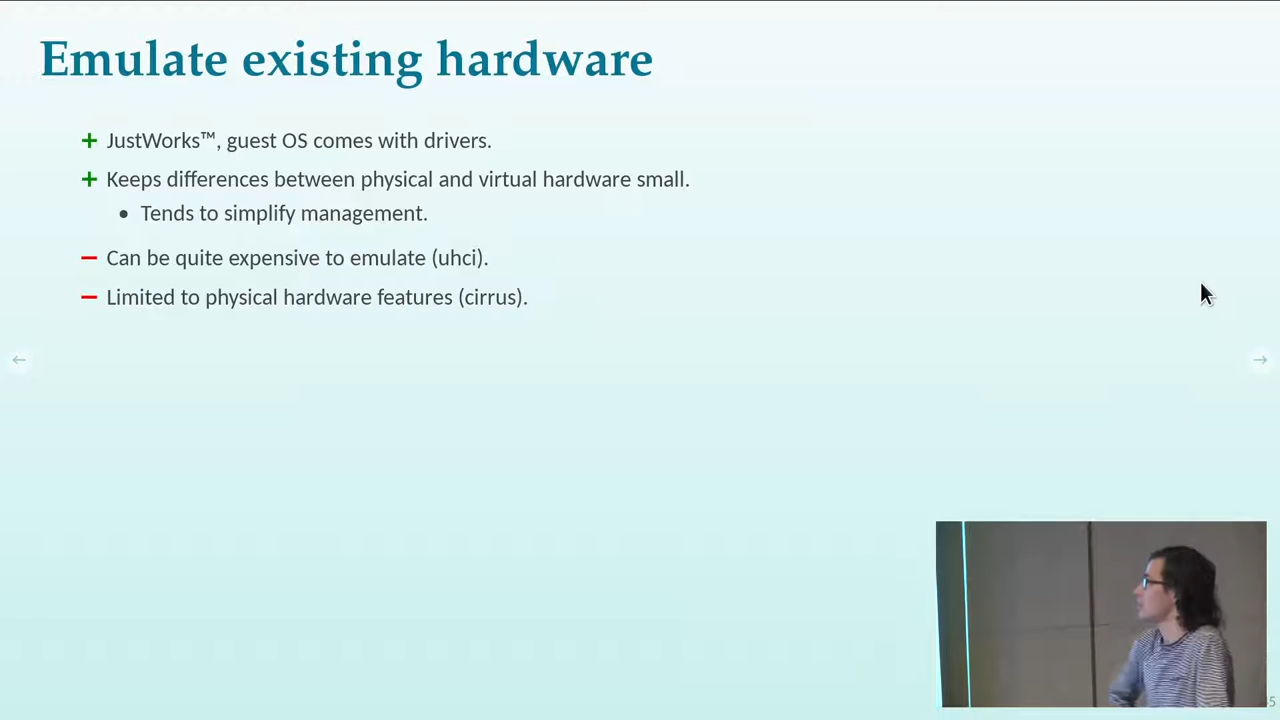 Emulate existing hardware
+ JustWorks™, guest OS comes with drivers.
+ Keeps differences between physical and virtual hardware small.
• Tends to simplify management.
− Can be quite expensive to emulate (uhci).
− Limited to physical hardware features (cirrus).
← →